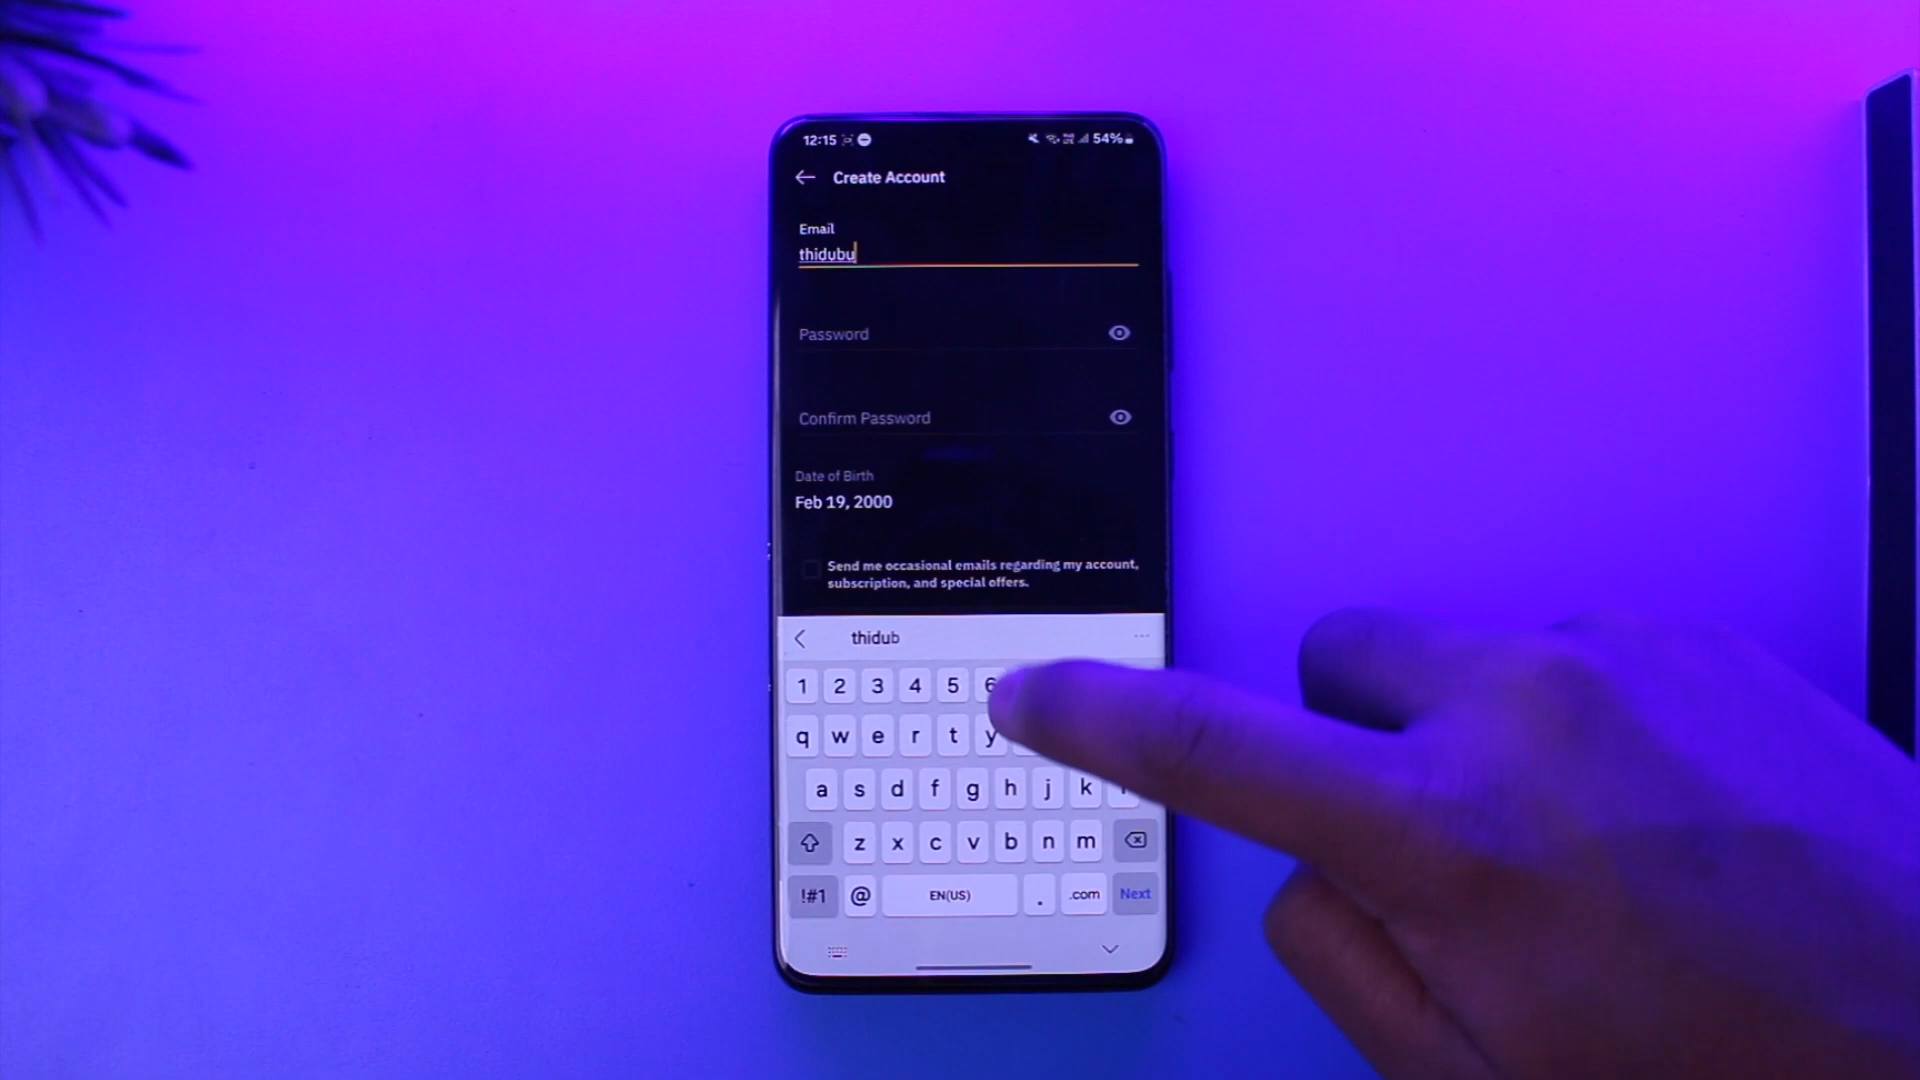 12:15 54%
Create Account
Email
thidubu
Password
Confirm Password
Date of Birth
Feb 19, 2000
Send me occasional emails regarding my account,
subscription, and special offers.
thidub
1 2 3 4 5 6
q w e r t y
a s d f g h j k
z x c v b n m
!#1 @ EN(US) . .com Next